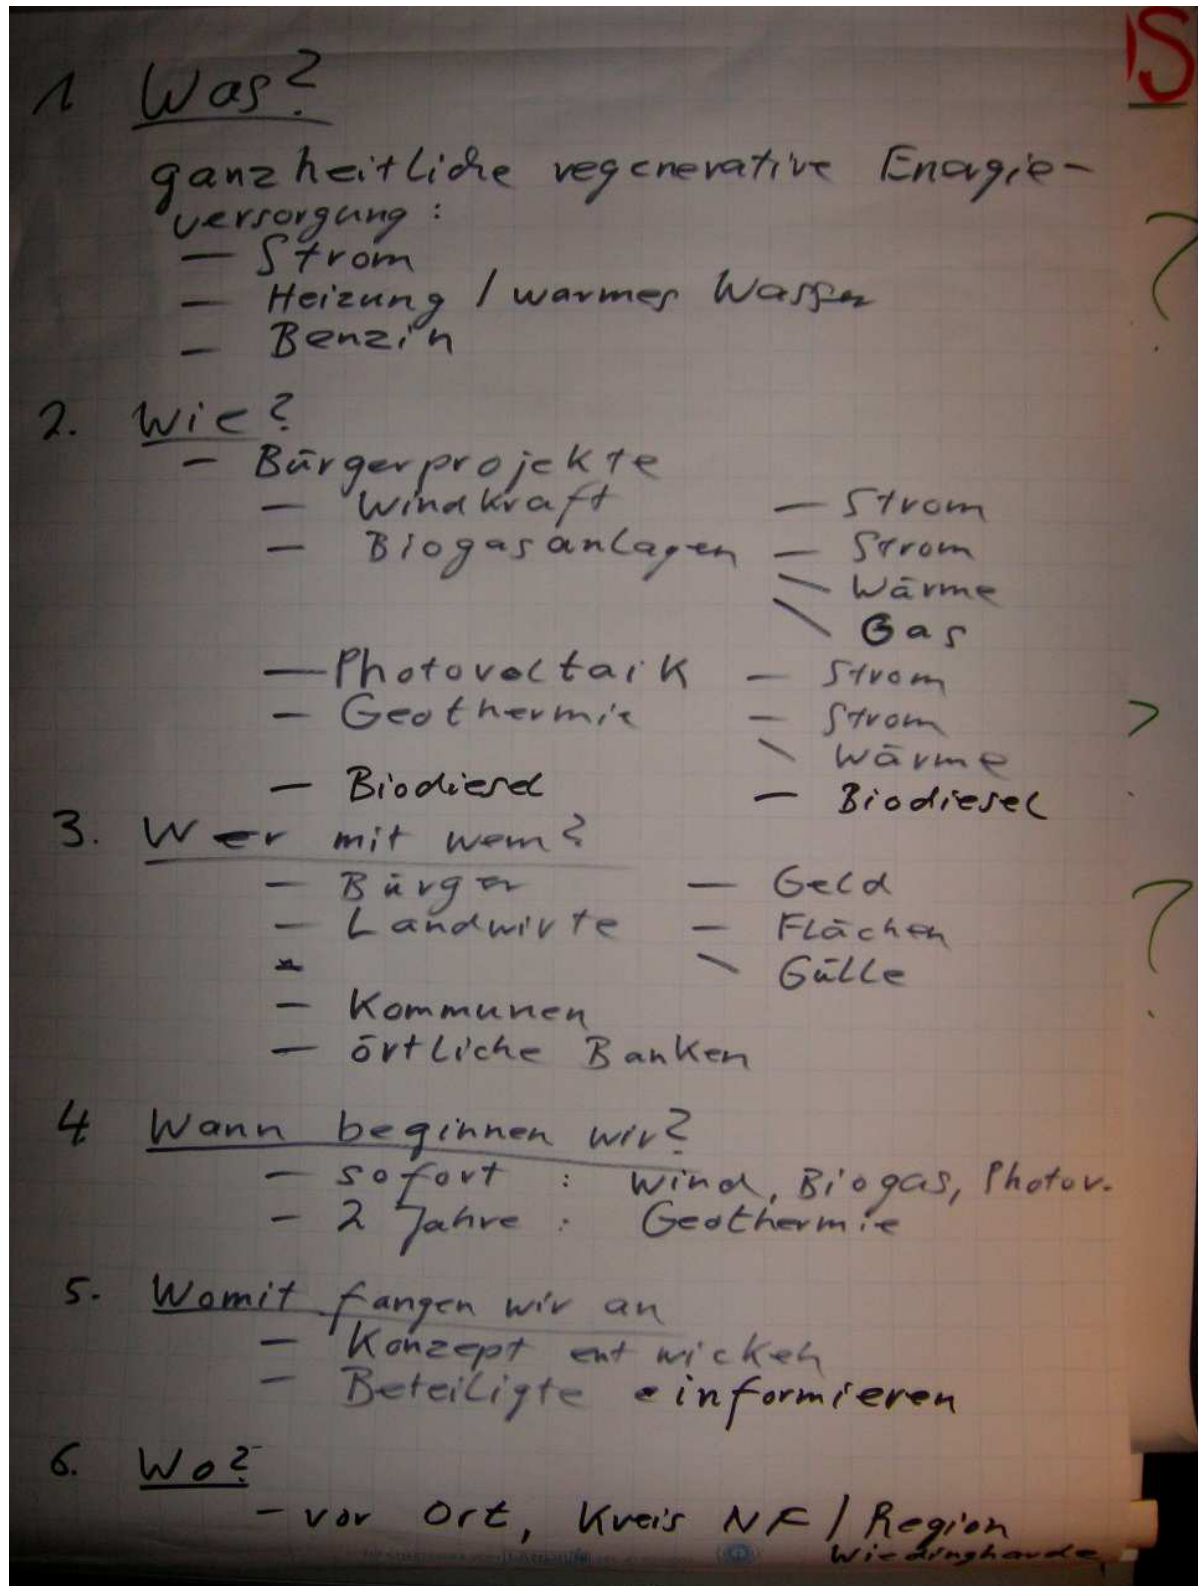 1 Was?
ganzheitliche regenerative Energie-
versorgung:
— Strom
— Heizung / warmes Wasser
— Benzin
2. Wie?
— Bürgerprojekte
— Windkraft — Strom
— Biogasanlagen — Strom
\ Wärme
\ Gas
— Photovoltaik — Strom
— Geothermie — Strom
\ Wärme
— Biodiesel — Biodiesel
3. Wer mit wem?
— Bürger — Geld
— Landwirte — Flächen
\ Gülle
— Kommunen
— örtliche Banken
4 Wann beginnen wir?
— sofort : Wind, Biogas, Photov.
— 2 Jahre : Geothermie
5. Womit fangen wir an
— Konzept entwickeln
— Beteiligte informieren
6. Wo?
— vor Ort, Kreis NF / Region
Wiedingharde